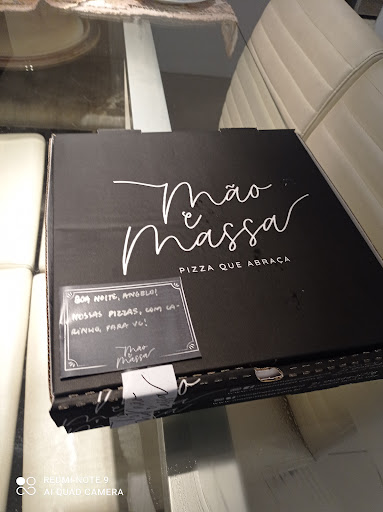 Mão
e
Massa
PIZZA QUE ABRAÇA
BOA NOITE, ANGELO!
NOSSAS PIZZAS, COM CA-
RINHO, PARA VC!
Mão
e
Massa
REDMI NOTE 9
AI QUAD CAMERA